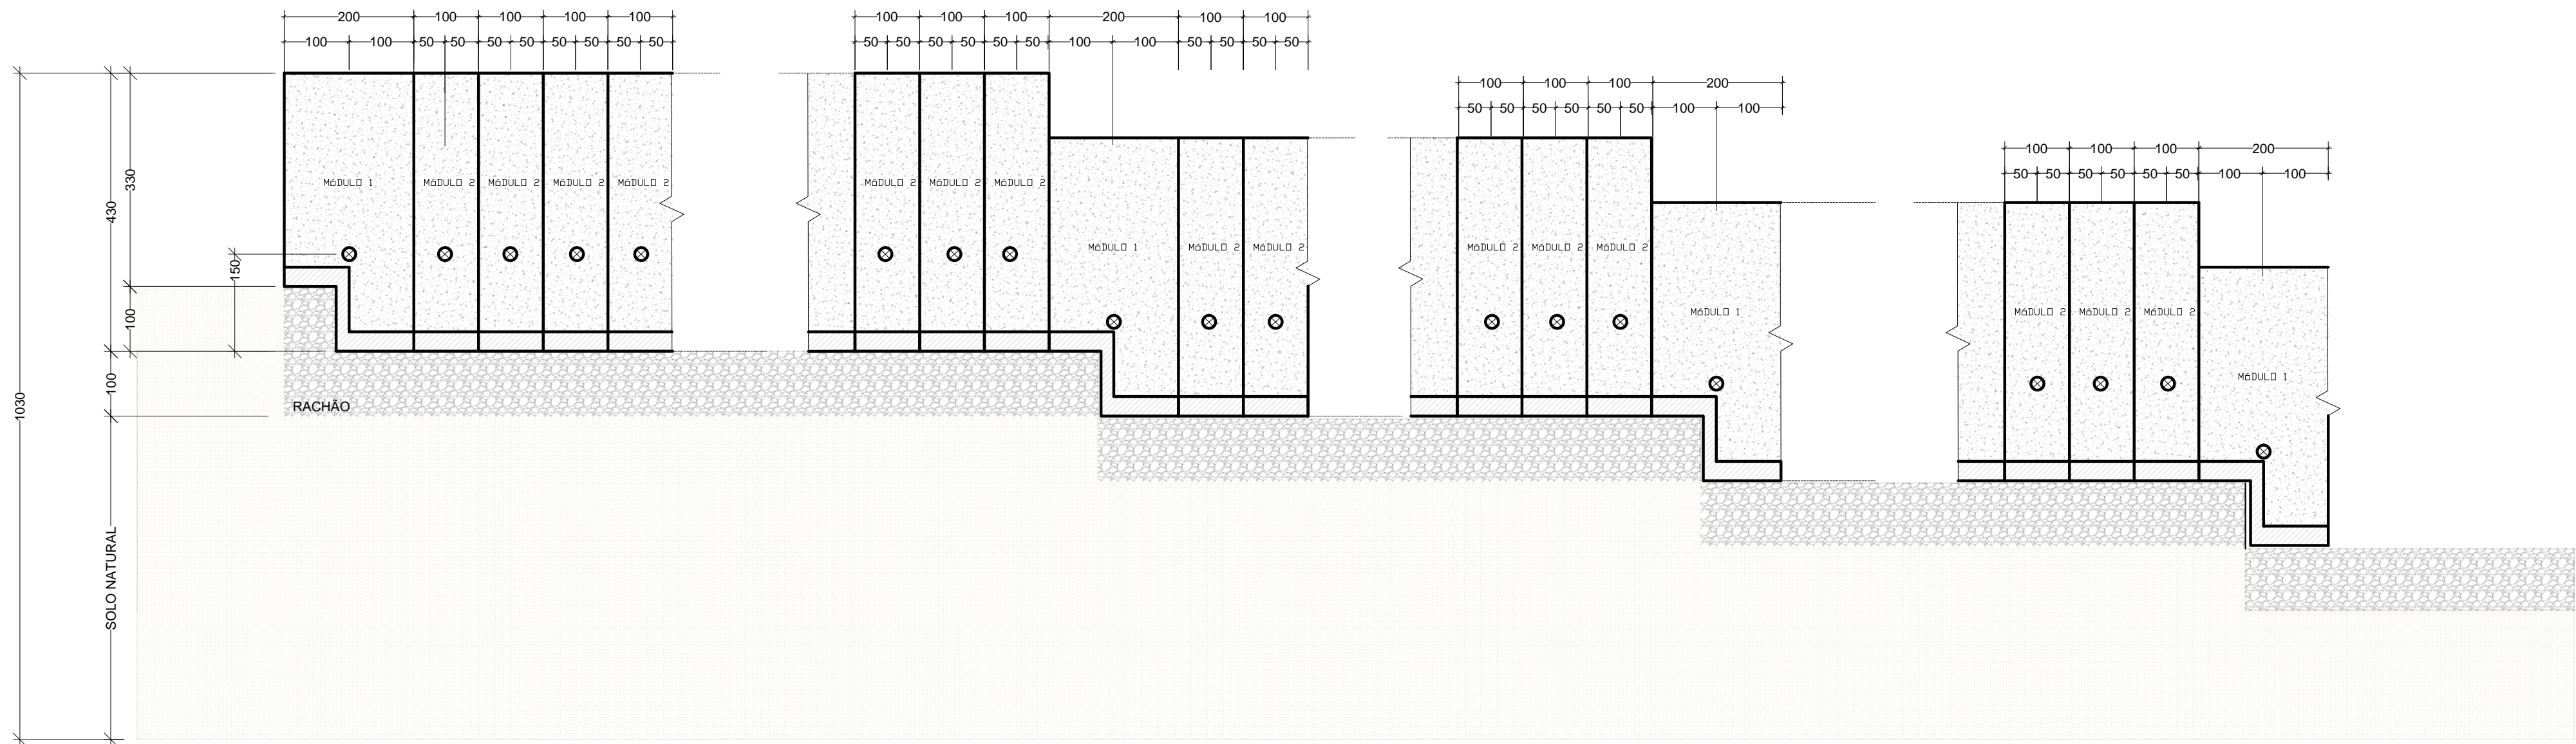 200 100 100 100 100
100 100 50 50 50 50 50 50 50 50
100 100 100 200 100 100
50 50 50 50 50 50 100 100 50 50 50 50
100 100 100 200
50 50 50 50 50 50 100 100
100 100 100 200
50 50 50 50 50 50 100 100
MóDULO 1 MóDULO 2 MóDULO 2 MóDULO 2 MóDULO 2
MóDULO 2 MóDULO 2 MóDULO 2
MóDULO 1 MóDULO 2 MóDULO 2
MóDULO 2 MóDULO 2 MóDULO 2
MóDULO 1
MóDULO 2 MóDULO 2 MóDULO 2
MóDULO 1
330
430
150
100
100
1030
RACHÃO
SOLO NATURAL